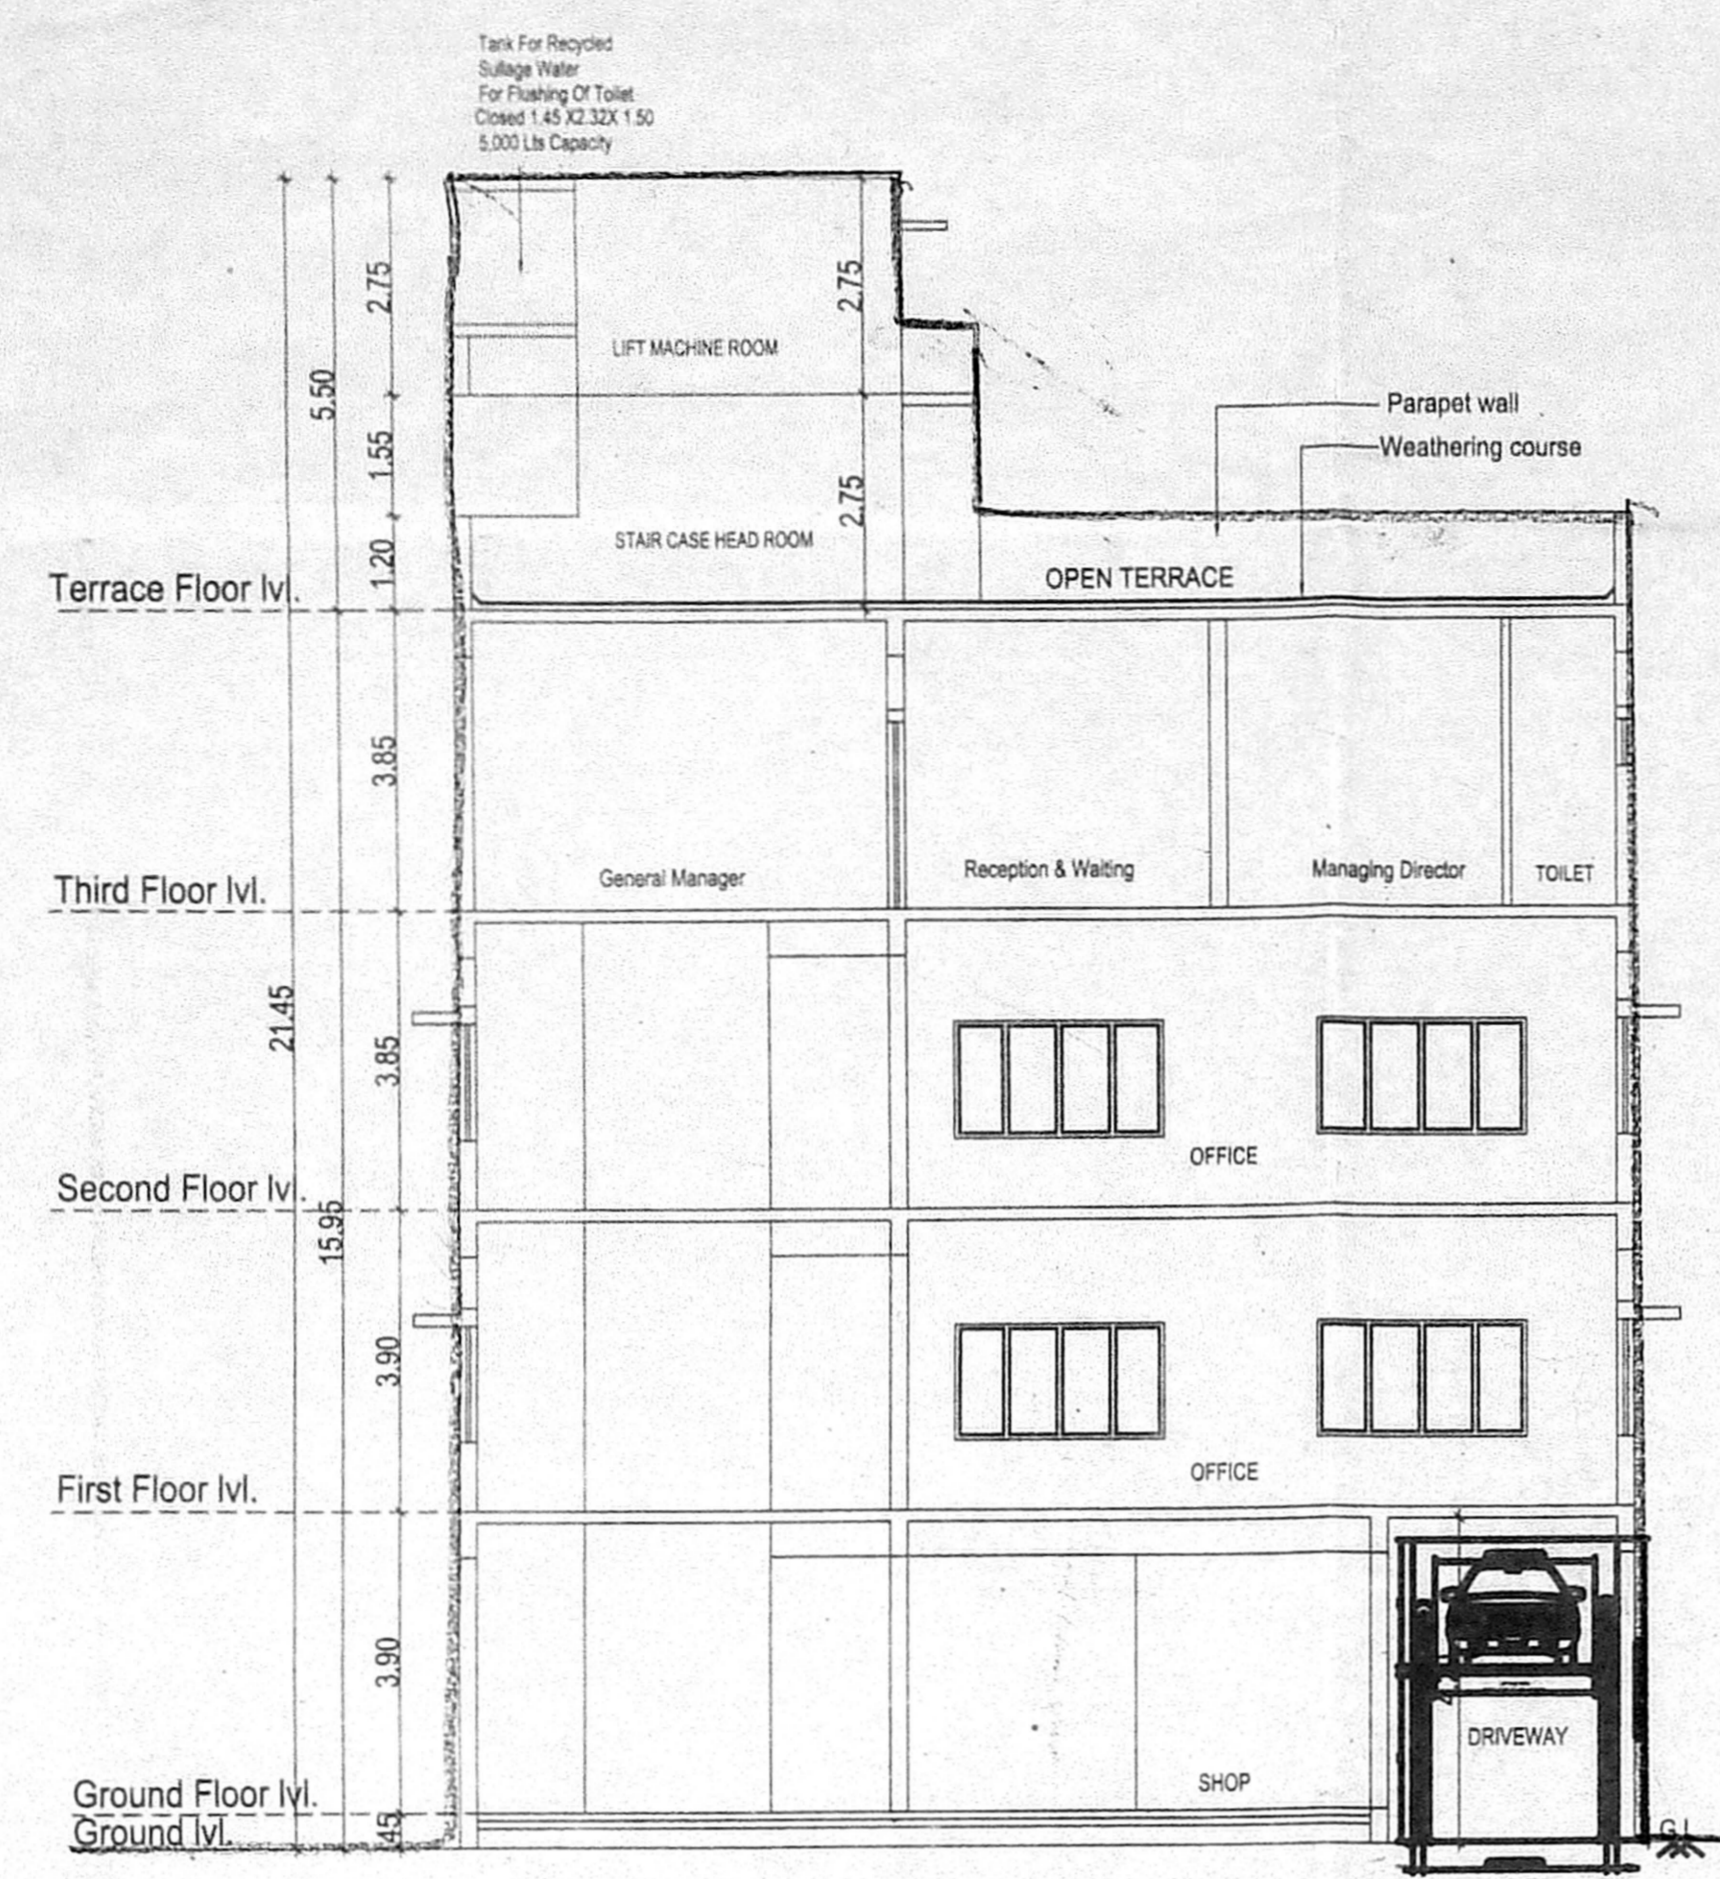 Tank For Recycled
Sullage Water
For Flushing Of Toilet
Closed 1.45 X2.32X 1.50
5,000 Lts Capacity
2.75
2.75
LIFT MACHINE ROOM
5.50
Parapet wall
1.55
Weathering course
2.75
STAIR CASE HEAD ROOM
1.20
OPEN TERRACE
Terrace Floor lvl.
3.85
General Manager
Reception & Waiting
Managing Director
TOILET
Third Floor lvl.
21.45
3.85
OFFICE
Second Floor lvl.
15.95
3.90
OFFICE
First Floor lvl.
3.90
DRIVEWAY
SHOP
Ground Floor lvl.
Ground lvl.
.45